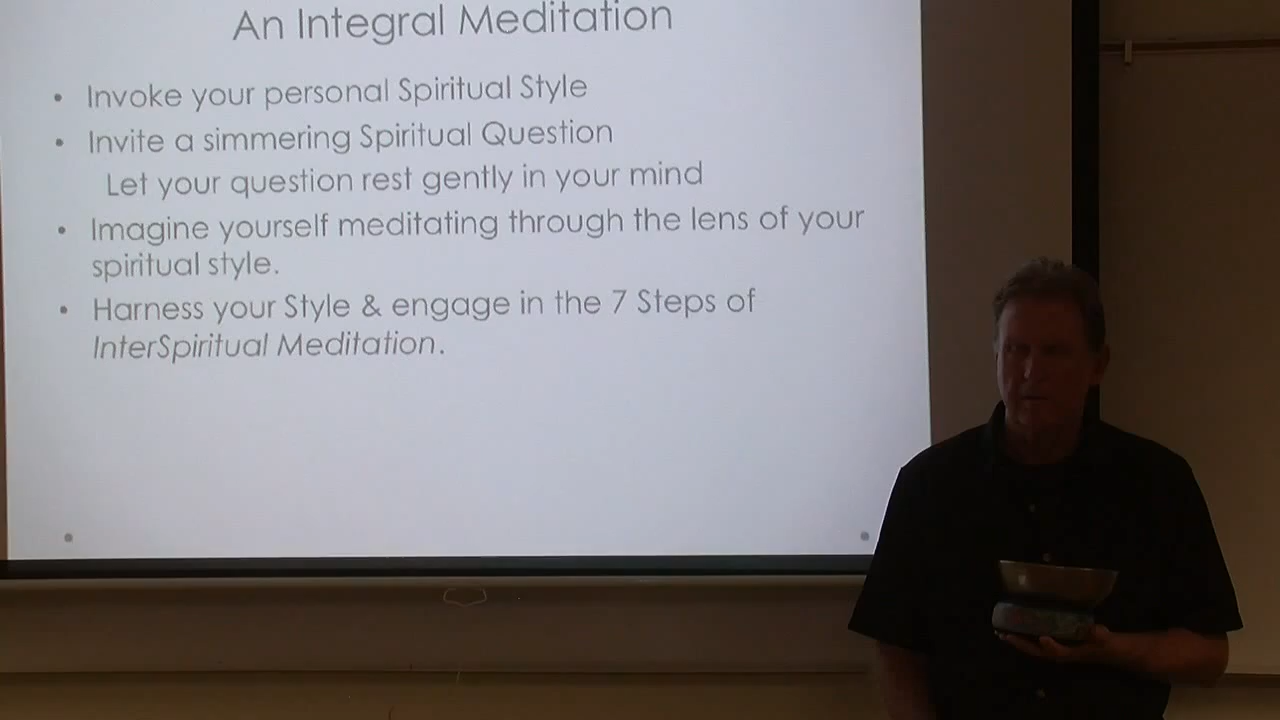 An Integral Meditation
• Invoke your personal Spiritual Style
• Invite a simmering Spiritual Question
Let your question rest gently in your mind
• Imagine yourself meditating through the lens of your
spiritual style.
• Harness your Style & engage in the 7 Steps of
InterSpiritual Meditation.